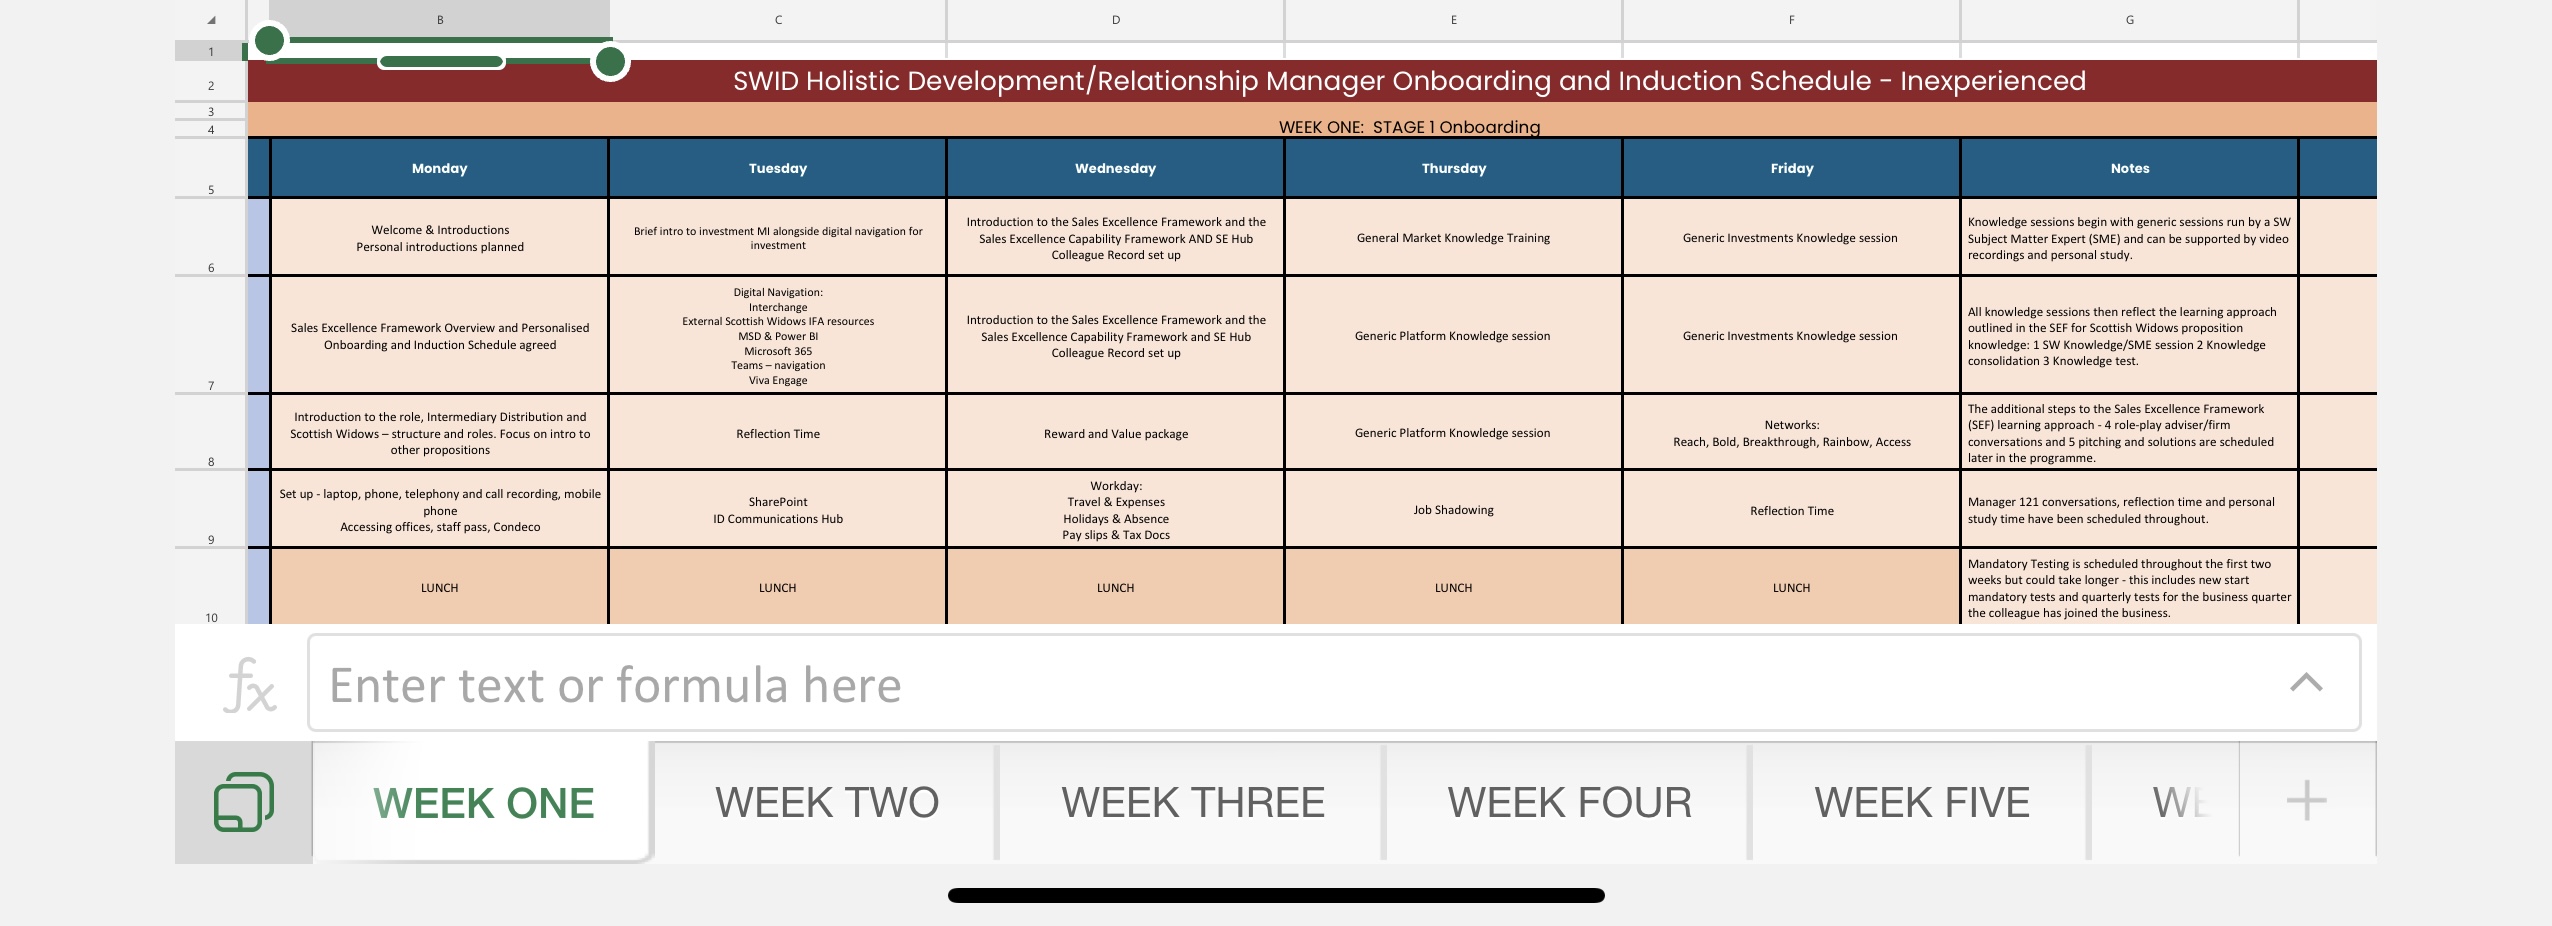 B
C
D
E
F
G
1
2
SWID Holistic Development/Relationship Manager Onboarding and Induction Schedule - Inexperienced
3
4
WEEK ONE:  STAGE 1 Onboarding
5
Monday
Tuesday
Wednesday
Thursday
Friday
Notes
6
Welcome & Introductions
Personal introductions planned
Brief intro to investment MI alongside digital navigation for
investment
Introduction to the Sales Excellence Framework and the
Sales Excellence Capability Framework AND SE Hub
Colleague Record set up
General Market Knowledge Training
Generic Investments Knowledge session
Knowledge sessions begin with generic sessions run by a SW
Subject Matter Expert (SME) and can be supported by video
recordings and personal study.
7
Sales Excellence Framework Overview and Personalised
Onboarding and Induction Schedule agreed
Digital Navigation:
Interchange
External Scottish Widows IFA resources
MSD & Power BI
Microsoft 365
Teams – navigation
Viva Engage
Introduction to the Sales Excellence Framework and the
Sales Excellence Capability Framework and SE Hub
Colleague Record set up
Generic Platform Knowledge session
Generic Investments Knowledge session
All knowledge sessions then reflect the learning approach
outlined in the SEF for Scottish Widows proposition
knowledge: 1 SW Knowledge/SME session 2 Knowledge
consolidation 3 Knowledge test.
8
Introduction to the role, Intermediary Distribution and
Scottish Widows – structure and roles. Focus on intro to
other propositions
Reflection Time
Reward and Value package
Generic Platform Knowledge session
Networks:
Reach, Bold, Breakthrough, Rainbow, Access
The additional steps to the Sales Excellence Framework
(SEF) learning approach - 4 role-play adviser/firm
conversations and 5 pitching and solutions are scheduled
later in the programme.
9
Set up - laptop, phone, telephony and call recording, mobile
phone
Accessing offices, staff pass, Condeco
SharePoint
ID Communications Hub
Workday:
Travel & Expenses
Holidays & Absence
Pay slips & Tax Docs
Job Shadowing
Reflection Time
Manager 121 conversations, reflection time and personal
study time have been scheduled throughout.
10
LUNCH
LUNCH
LUNCH
LUNCH
LUNCH
Mandatory Testing is scheduled throughout the first two
weeks but could take longer - this includes new start
mandatory tests and quarterly tests for the business quarter
the colleague has joined the business.
fx
Enter text or formula here
WEEK ONE
WEEK TWO
WEEK THREE
WEEK FOUR
WEEK FIVE